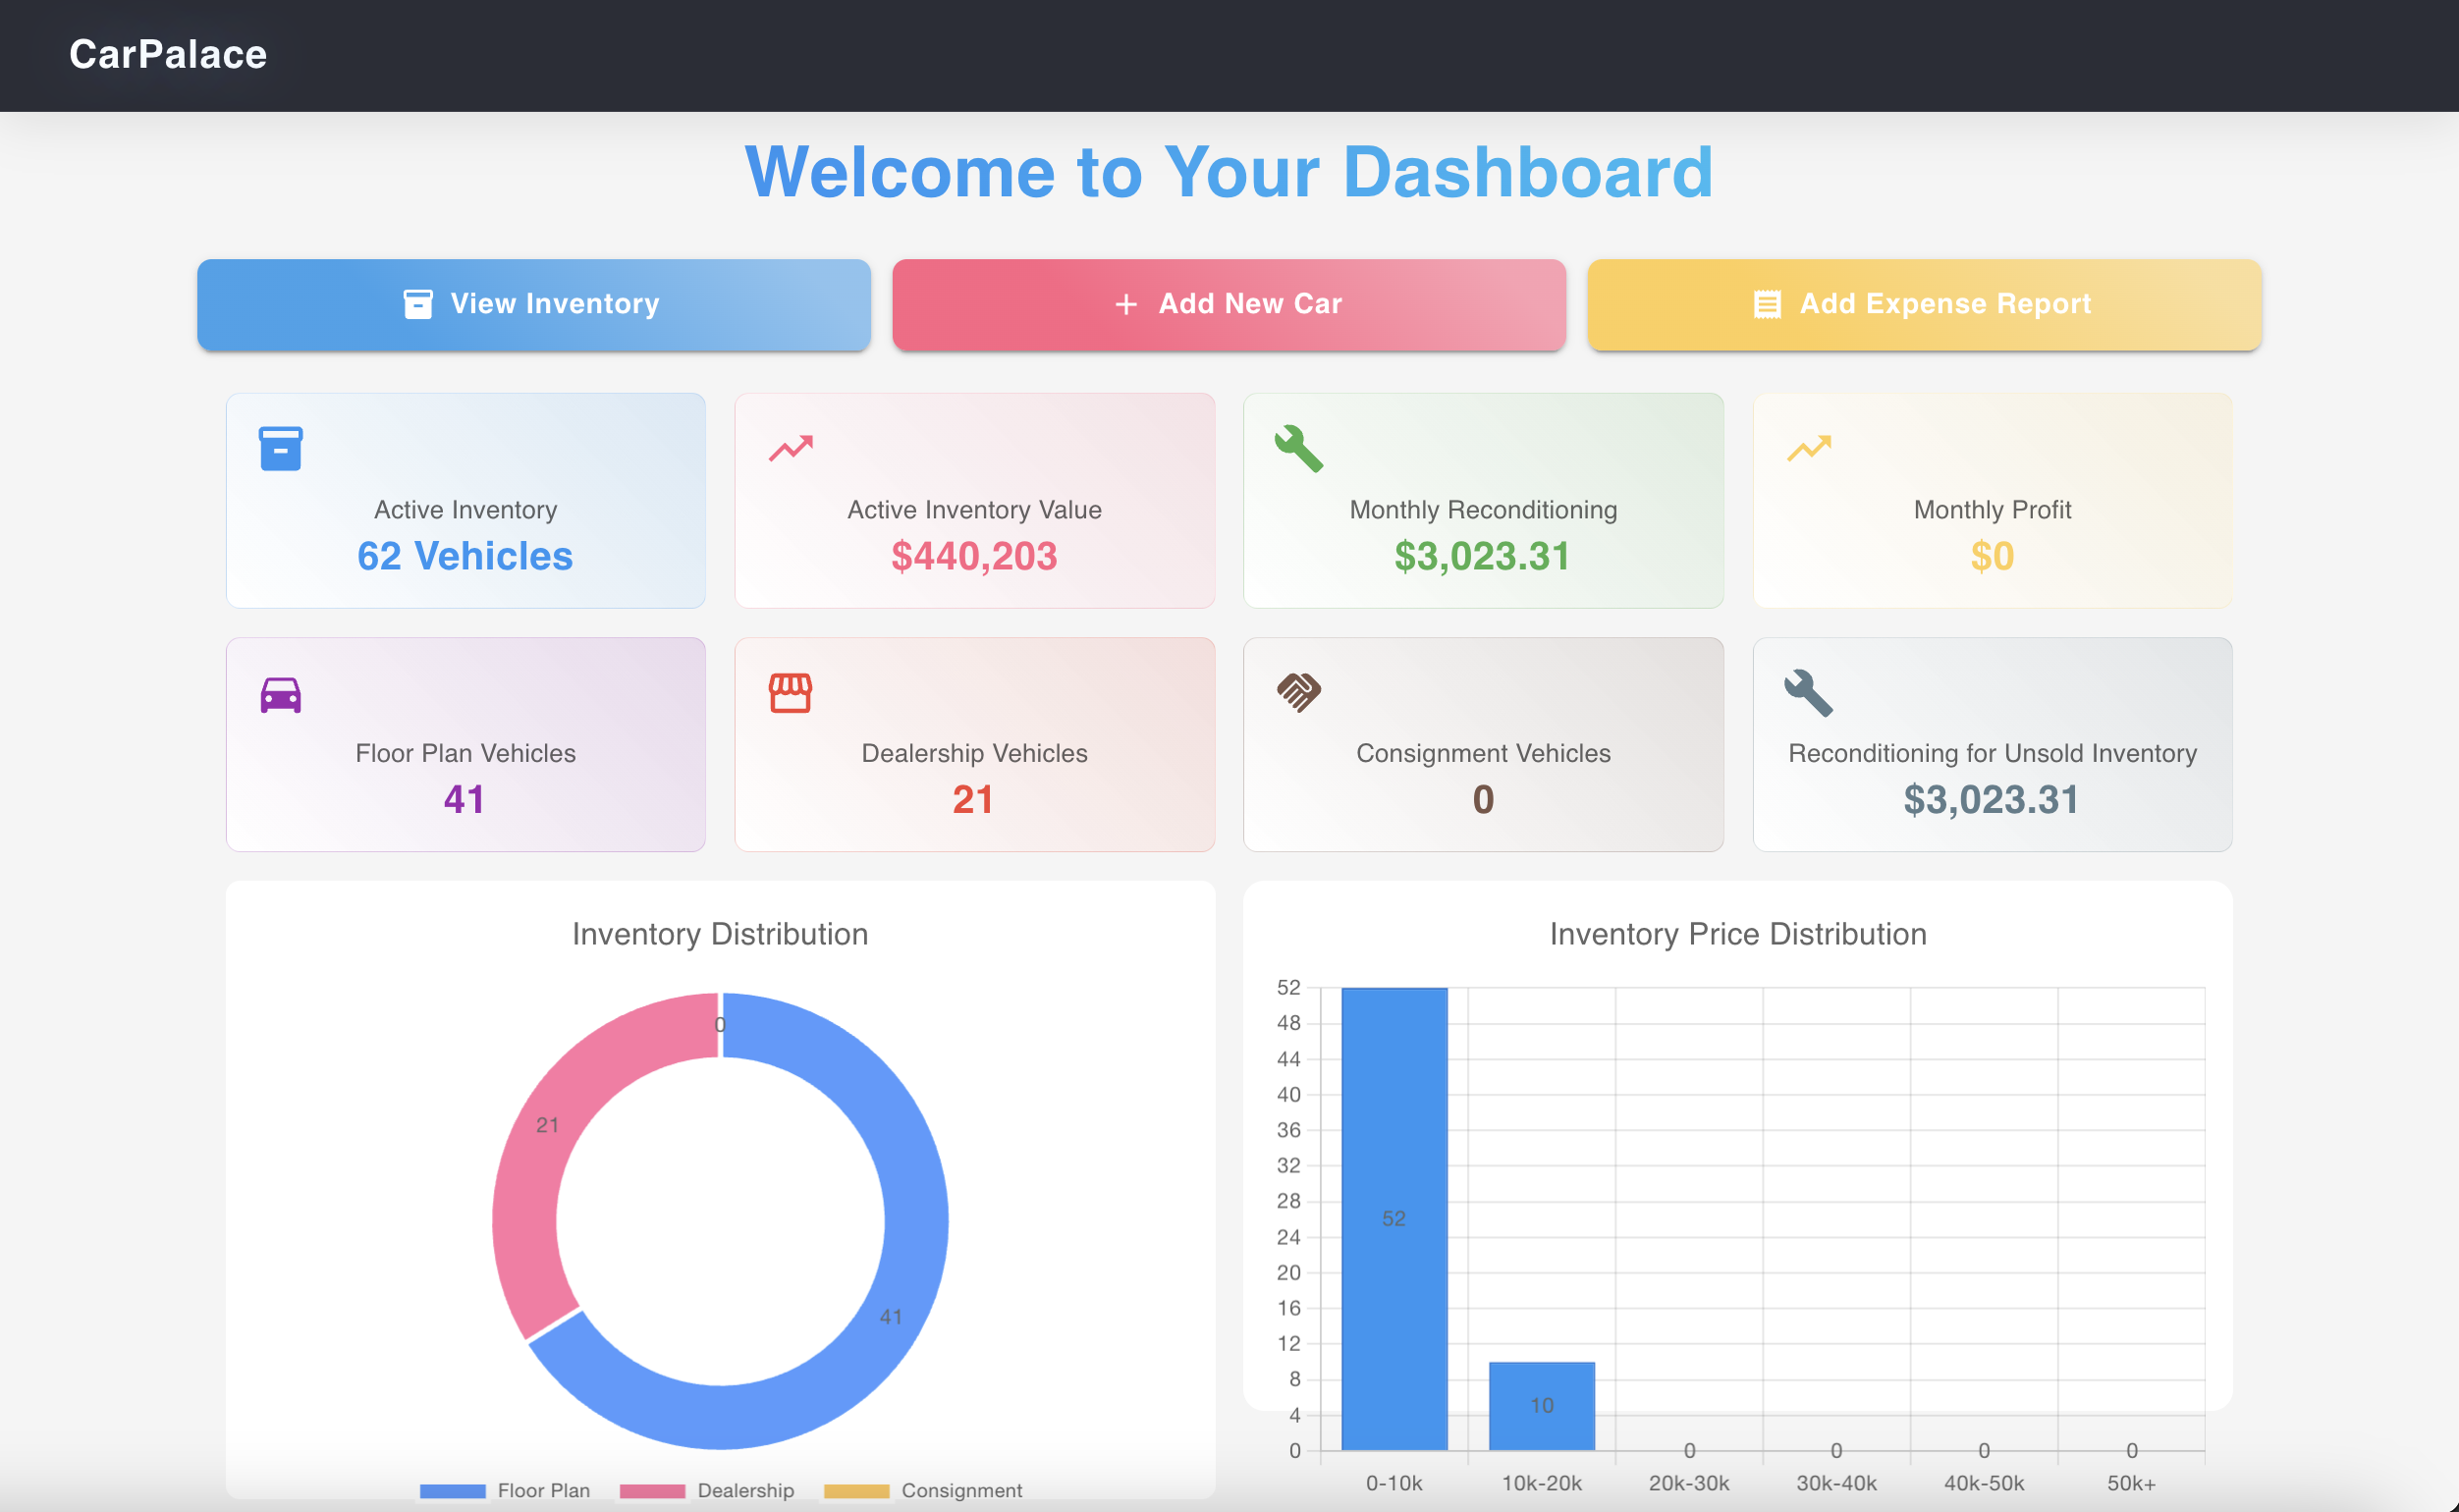 CarPalace
Welcome to Your Dashboard
View Inventory
Add New Car
Add Expense Report
Active Inventory
62 Vehicles
Active Inventory Value
$440,203
Monthly Reconditioning
$3,023.31
Monthly Profit
$0
Floor Plan Vehicles
41
Dealership Vehicles
21
Consignment Vehicles
0
Reconditioning for Unsold Inventory
$3,023.31
Inventory Distribution
0
21
41
Floor Plan
Dealership
Consignment
Inventory Price Distribution
52
48
44
40
36
32
28
24
20
16
12
8
4
0
52
10
0
0
0
0
0-10k
10k-20k
20k-30k
30k-40k
40k-50k
50k+